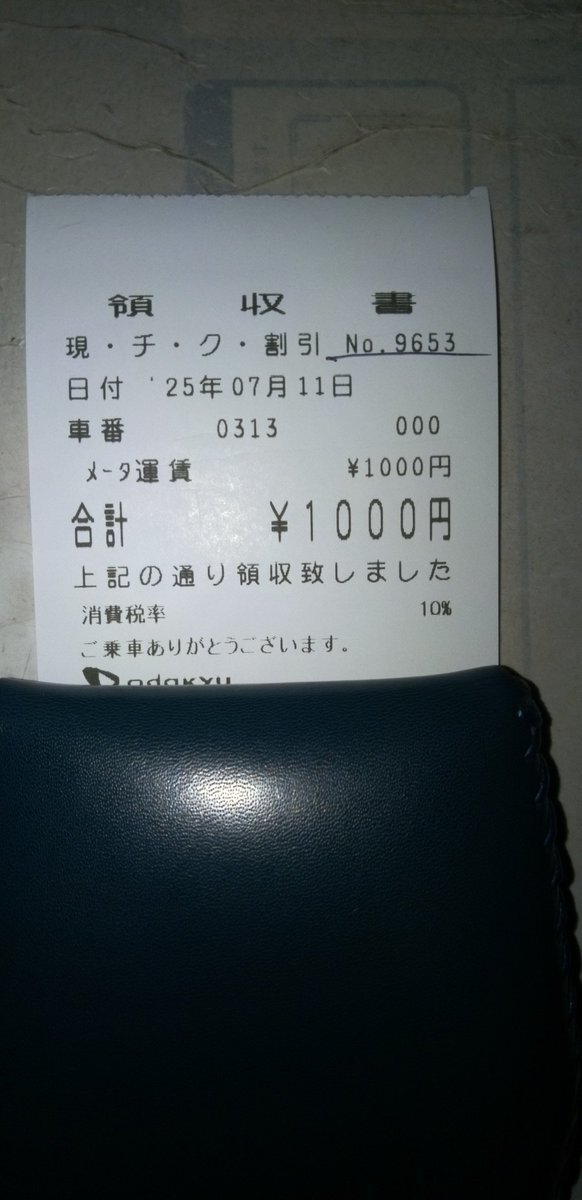 領収書
現・チ・ク・割引 No.9653
日付 '25年07月11日
車番 0313 000
メータ運賃 ¥1000円
合計 ¥1000円
上記の通り領収致しました
消費税率 10%
ご乗車ありがとうございます。
odakyu